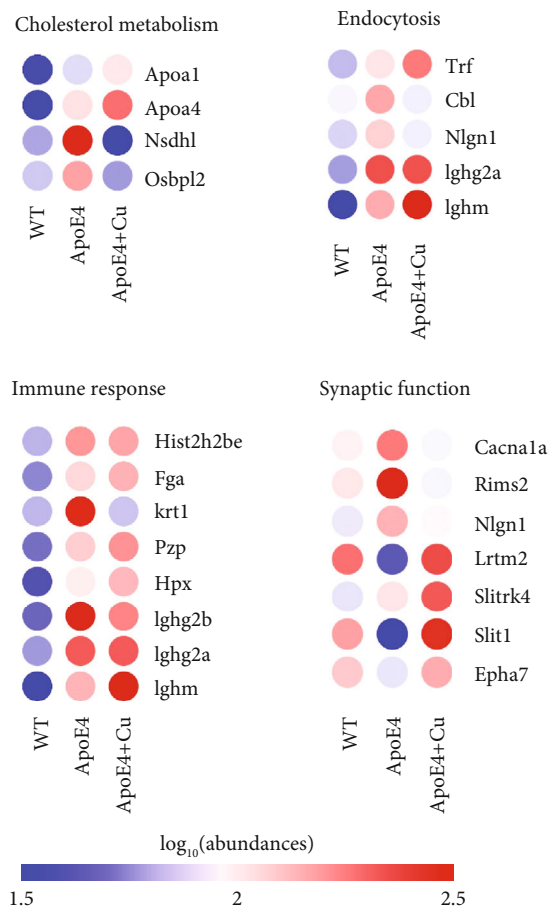 Cholesterol metabolism
Apoa1
Apoa4
Nsdhl
Osbpl2
WT
ApoE4
ApoE4+Cu
Endocytosis
Trf
Cbl
Nlgn1
lghg2a
lghm
WT
ApoE4
ApoE4+Cu
Immune response
Hist2h2be
Fga
krt1
Pzp
Hpx
lghg2b
lghg2a
lghm
WT
ApoE4
ApoE4+Cu
Synaptic function
Cacna1a
Rims2
Nlgn1
Lrtm2
Slitrk4
Slit1
Epha7
WT
ApoE4
ApoE4+Cu
log10(abundances)
1.5 2 2.5